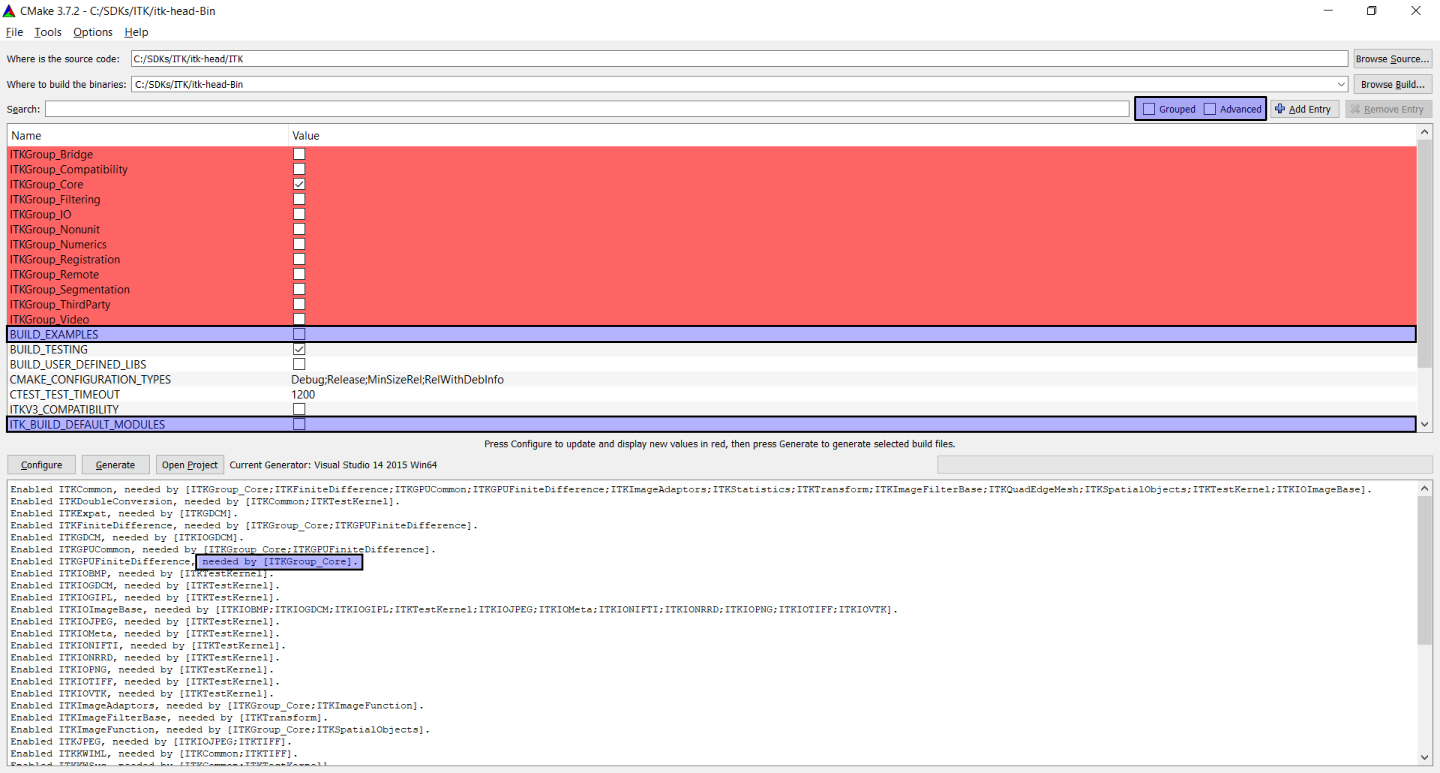 CMake 3.7.2 - C:/SDKs/ITK/itk-head-Bin
File Tools Options Help
Where is the source code: C:/SDKs/ITK/itk-head/ITK Browse Source...
Where to build the binaries: C:/SDKs/ITK/itk-head-Bin Browse Build...
Search: Grouped Advanced Add Entry Remove Entry
Name Value
ITKGroup_Bridge
ITKGroup_Compatibility
ITKGroup_Core
ITKGroup_Filtering
ITKGroup_IO
ITKGroup_Nonunit
ITKGroup_Numerics
ITKGroup_Registration
ITKGroup_Remote
ITKGroup_Segmentation
ITKGroup_ThirdParty
ITKGroup_Video
BUILD_EXAMPLES
BUILD_TESTING
BUILD_USER_DEFINED_LIBS
CMAKE_CONFIGURATION_TYPES Debug;Release;MinSizeRel;RelWithDebInfo
CTEST_TEST_TIMEOUT 1200
ITKV3_COMPATIBILITY
ITK_BUILD_DEFAULT_MODULES
Press Configure to update and display new values in red, then press Generate to generate selected build files.
Configure Generate Open Project Current Generator: Visual Studio 14 2015 Win64
Enabled ITKCommon, needed by [ITKGroup_Core;ITKFiniteDifference;ITKGPUCommon;ITKGPUFiniteDifference;ITKImageAdaptors;ITKStatistics;ITKTransform;ITKImageFilterBase;ITKQuadEdgeMesh;ITKSpatialObjects;ITKTestKernel;ITKIOImageBase].
Enabled ITKDoubleConversion, needed by [ITKCommon;ITKTestKernel].
Enabled ITKExpat, needed by [ITKGDCM].
Enabled ITKFiniteDifference, needed by [ITKGroup_Core;ITKGPUFiniteDifference].
Enabled ITKGDCM, needed by [ITKIOGDCM].
Enabled ITKGPUCommon, needed by [ITKGroup_Core;ITKGPUFiniteDifference].
Enabled ITKGPUFiniteDifference, needed by [ITKGroup_Core].
Enabled ITKIOBMP, needed by [ITKTestKernel].
Enabled ITKIOGDCM, needed by [ITKTestKernel].
Enabled ITKIOGIPL, needed by [ITKTestKernel].
Enabled ITKIOImageBase, needed by [ITKIOBMP;ITKIOGDCM;ITKIOGIPL;ITKTestKernel;ITKIOJPEG;ITKIOMeta;ITKIONIFTI;ITKIONRRD;ITKIOPNG;ITKIOTIFF;ITKIOVTK].
Enabled ITKIOJPEG, needed by [ITKTestKernel].
Enabled ITKIOMeta, needed by [ITKTestKernel].
Enabled ITKIONIFTI, needed by [ITKTestKernel].
Enabled ITKIONRRD, needed by [ITKTestKernel].
Enabled ITKIOPNG, needed by [ITKTestKernel].
Enabled ITKIOTIFF, needed by [ITKTestKernel].
Enabled ITKIOVTK, needed by [ITKTestKernel].
Enabled ITKImageAdaptors, needed by [ITKGroup_Core;ITKImageFunction].
Enabled ITKImageFilterBase, needed by [ITKTransform].
Enabled ITKImageFunction, needed by [ITKGroup_Core;ITKSpatialObjects].
Enabled ITKJPEG, needed by [ITKIOJPEG;ITKTIFF].
Enabled ITKKWIML, needed by [ITKCommon;ITKTIFF].
Enabled ITKKWSys, needed by [ITKCommon;ITKTestKernel]